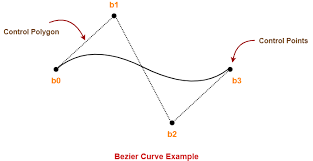 b1
Control Polygon
Control Points
b0
b3
b2
Bezier Curve Example